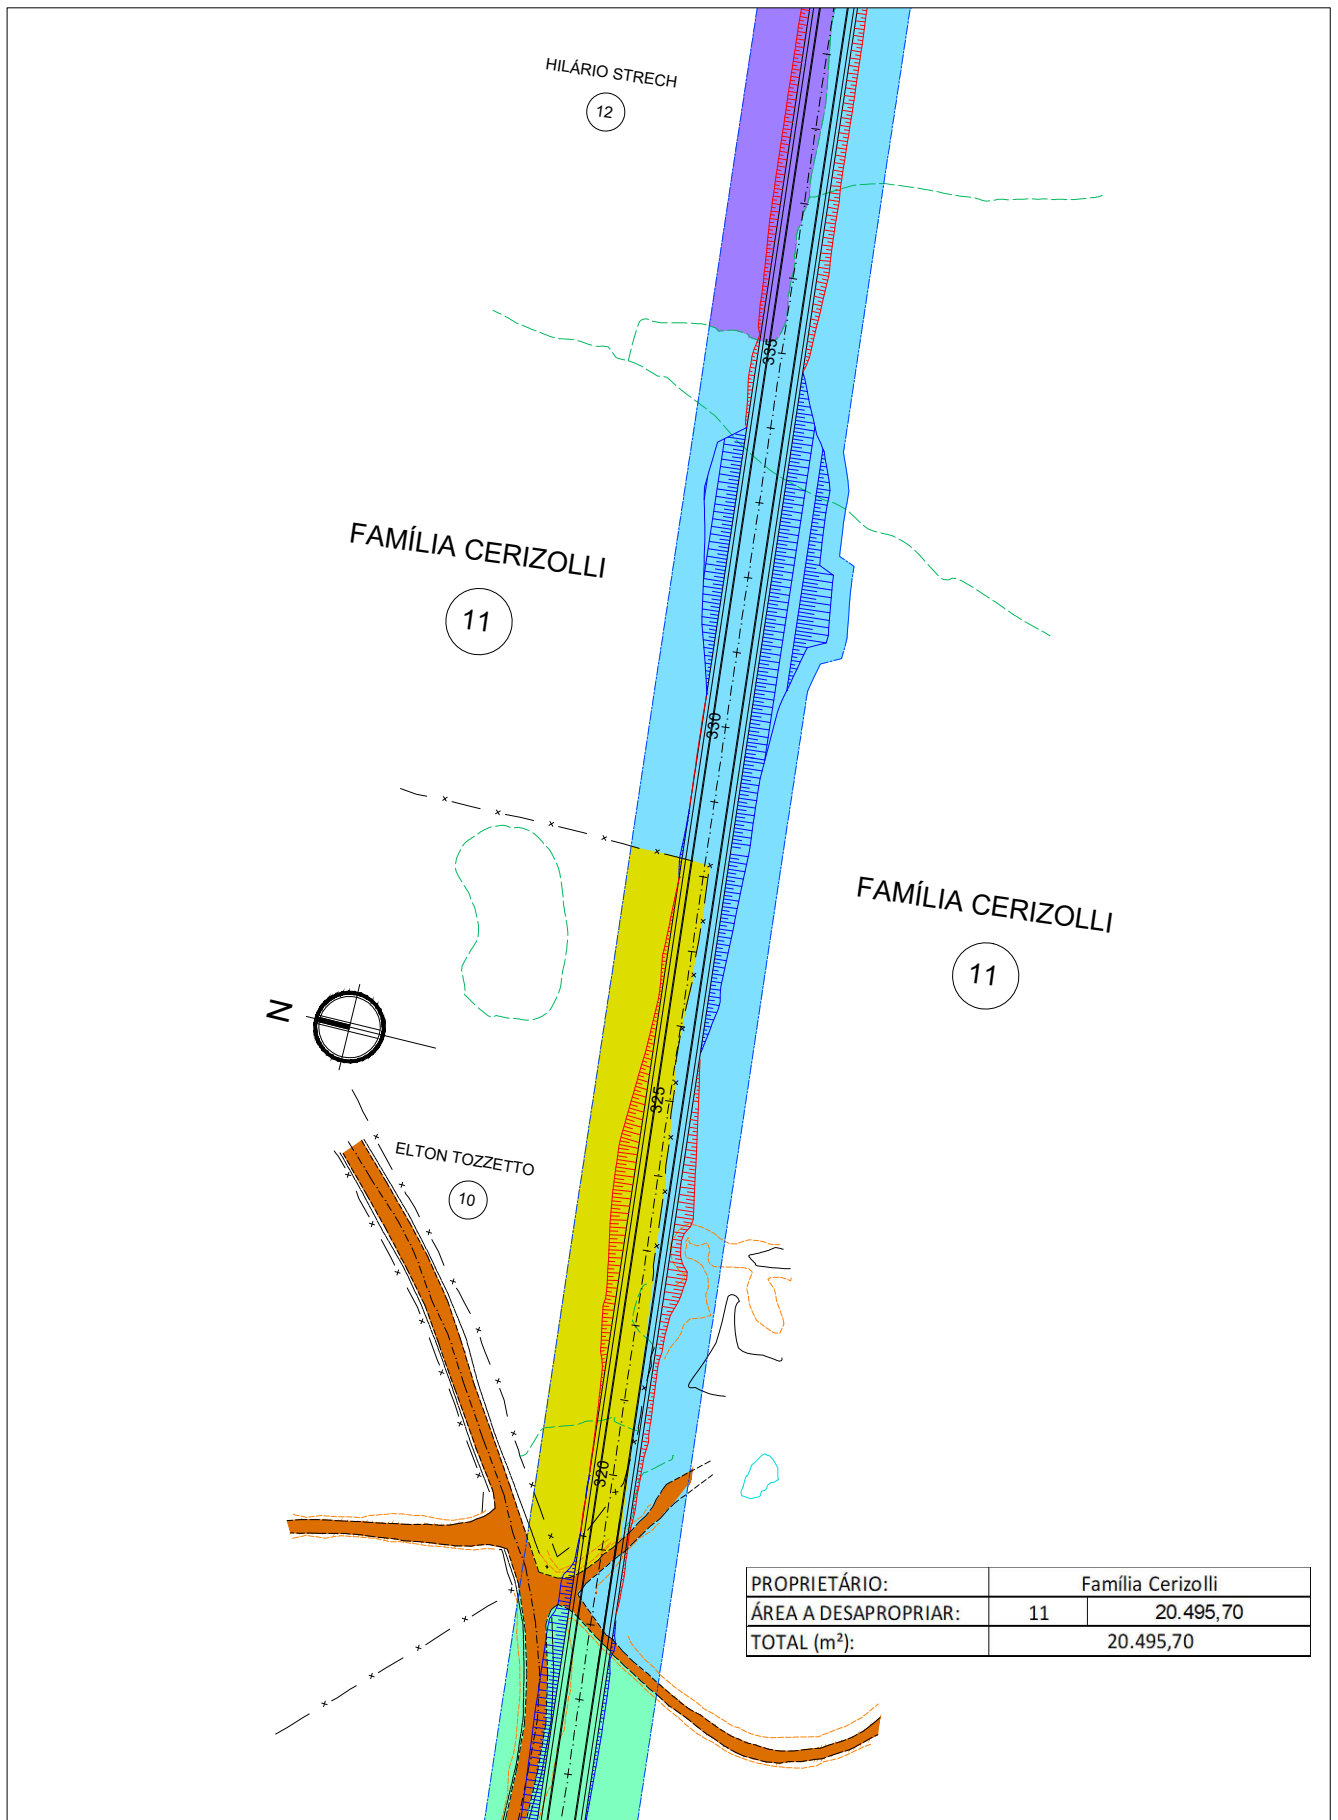 HILÁRIO STRECH
12
335
FAMÍLIA CERIZOLLI
11
330
FAMÍLIA CERIZOLLI
11
N
325
ELTON TOZZETTO
10
320
PROPRIETÁRIO: Família Cerizolli
ÁREA A DESAPROPRIAR: 11 20.495,70
TOTAL (m²): 20.495,70